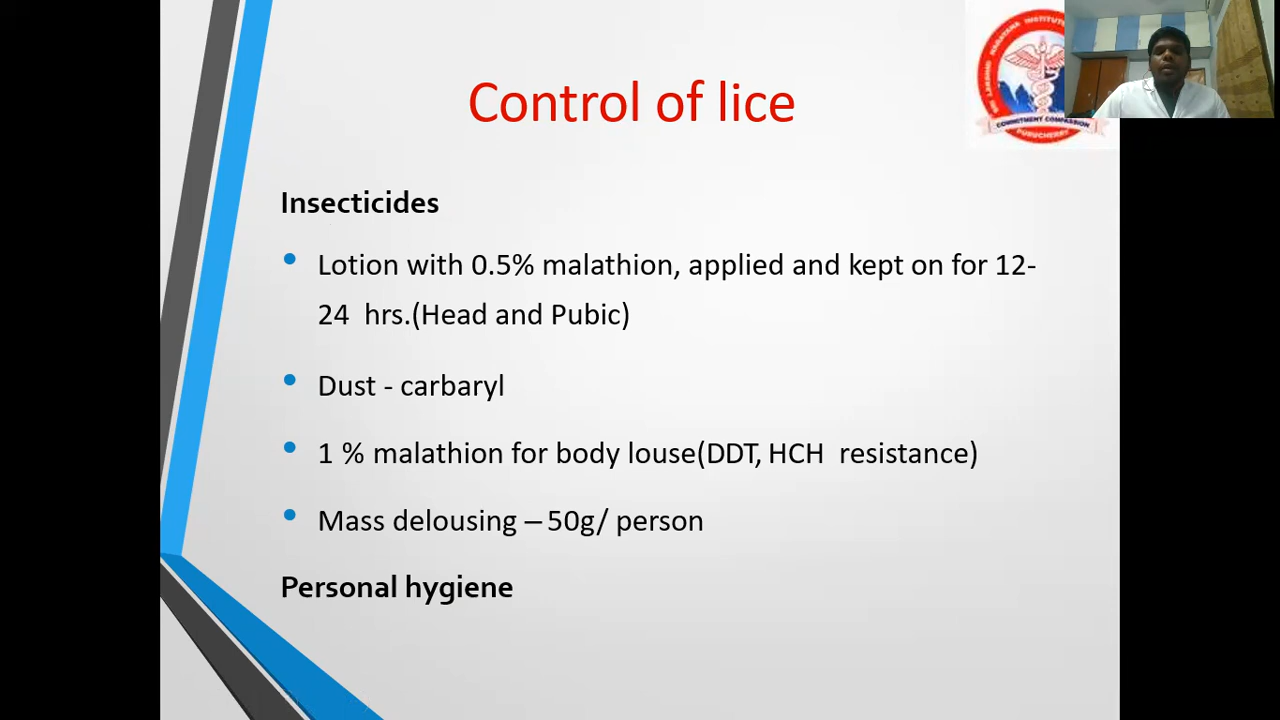 Control of lice
COMMITMENT COMPASSION
PUDUCHERRY
Insecticides
• Lotion with 0.5% malathion, applied and kept on for 12-
24 hrs.(Head and Pubic)
• Dust - carbaryl
• 1 % malathion for body louse(DDT, HCH resistance)
• Mass delousing – 50g/ person
Personal hygiene